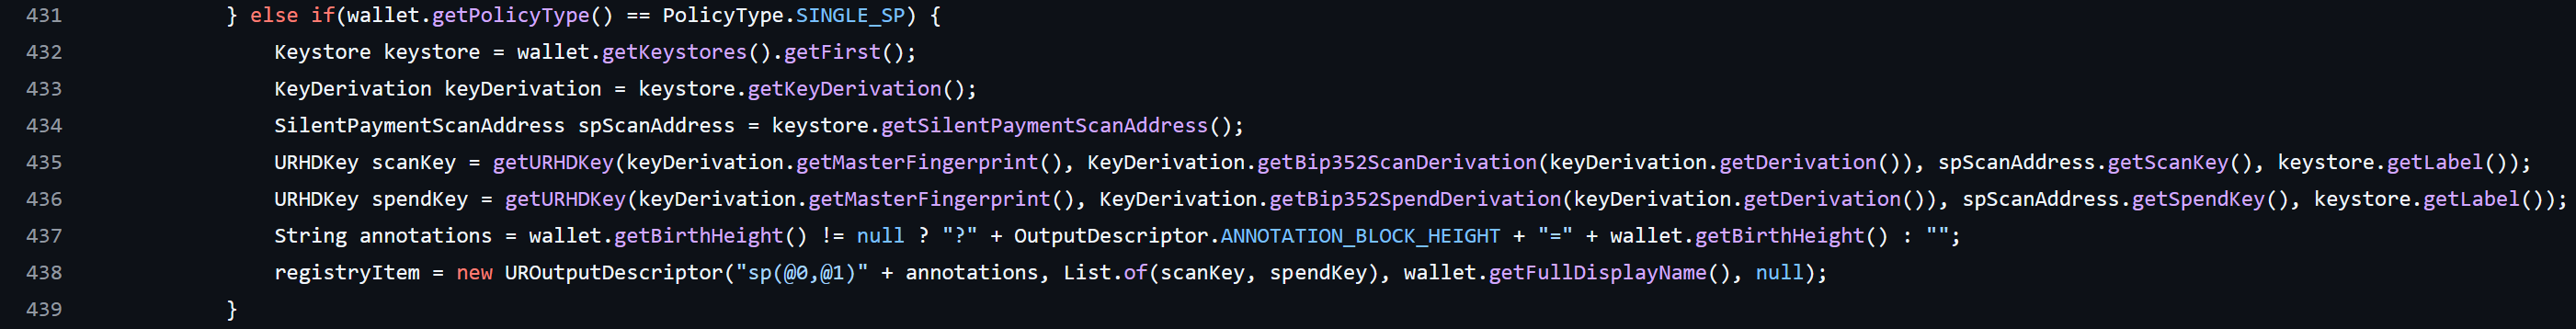 431 } else if(wallet.getPolicyType() == PolicyType.SINGLE_SP) {
432 Keystore keystore = wallet.getKeystores().getFirst();
433 KeyDerivation keyDerivation = keystore.getKeyDerivation();
434 SilentPaymentScanAddress spScanAddress = keystore.getSilentPaymentScanAddress();
435 URHDKey scanKey = getURHDKey(keyDerivation.getMasterFingerprint(), KeyDerivation.getBip352ScanDerivation(keyDerivation.getDerivation()), spScanAddress.getScanKey(), keystore.getLabel());
436 URHDKey spendKey = getURHDKey(keyDerivation.getMasterFingerprint(), KeyDerivation.getBip352SpendDerivation(keyDerivation.getDerivation()), spScanAddress.getSpendKey(), keystore.getLabel());
437 String annotations = wallet.getBirthHeight() != null ? "?" + OutputDescriptor.ANNOTATION_BLOCK_HEIGHT + "=" + wallet.getBirthHeight() : "";
438 registryItem = new UROutputDescriptor("sp(@0,@1)" + annotations, List.of(scanKey, spendKey), wallet.getFullDisplayName(), null);
439 }